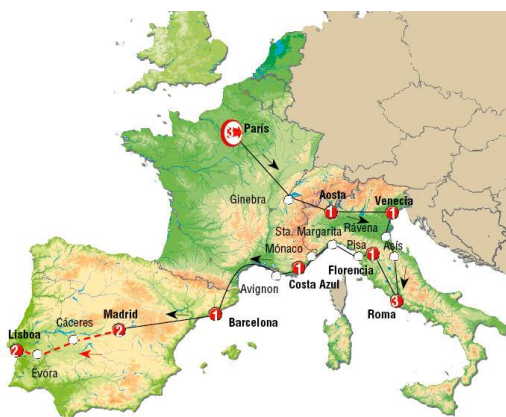 3
París
Ginebra
Aosta
1
Venecia
1
Rávena
Sta. Margarita
Mónaco
Pisa
Asís
1
1
Florencia
Costa Azul
Avignon
Roma
3
Madrid
2
Barcelona
1
Cáceres
Lisboa
2
Évora